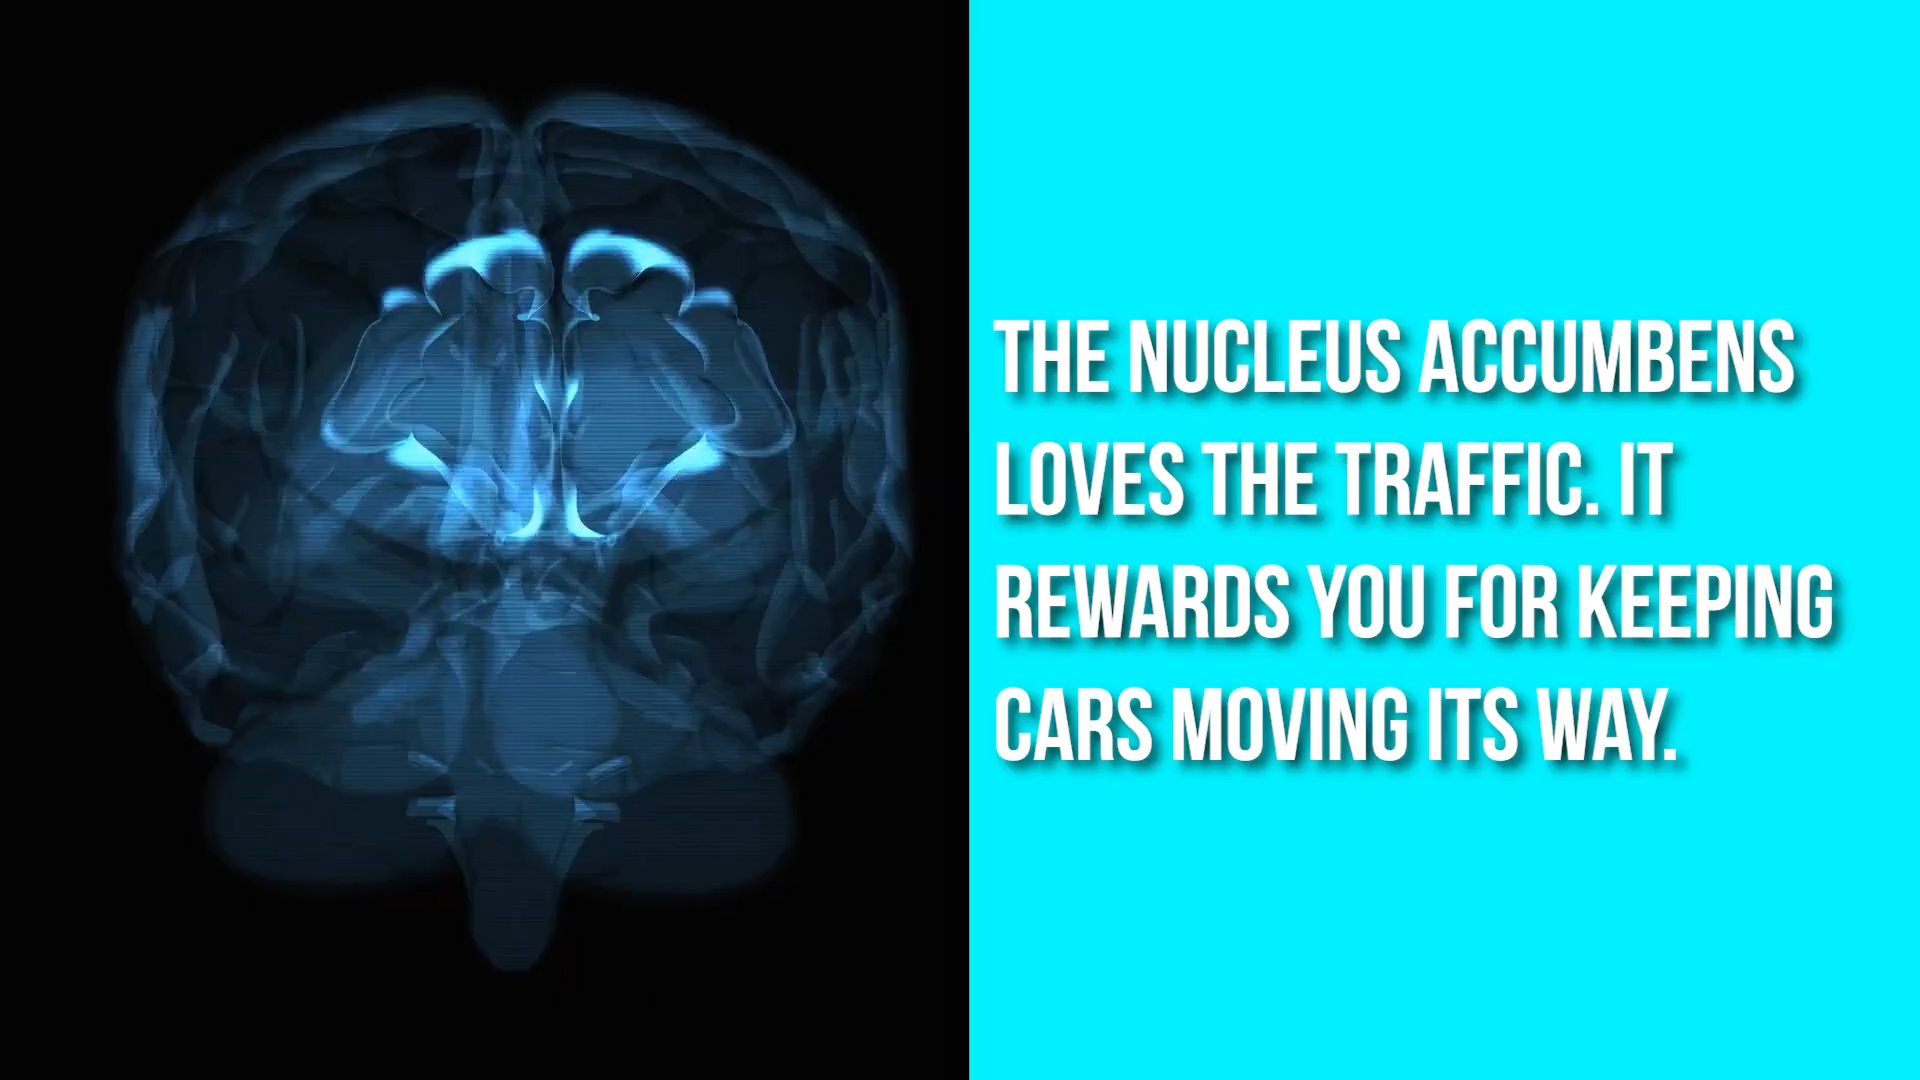 THE NUCLEUS ACCUMBENS
LOVES THE TRAFFIC. IT
REWARDS YOU FOR KEEPING
CARS MOVING ITS WAY.